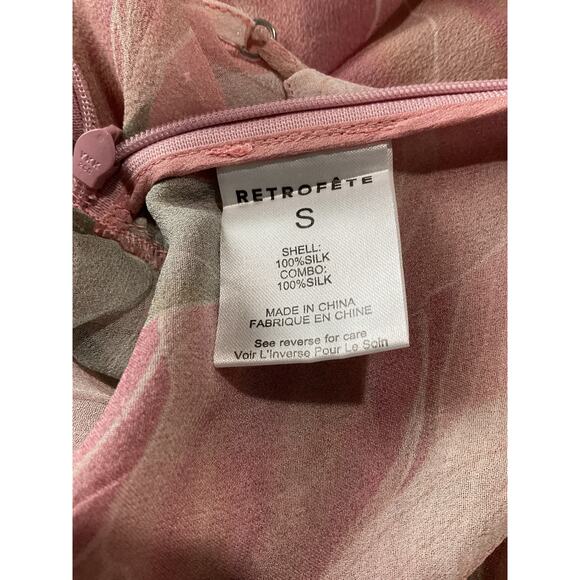 RETROFÊTE
S
SHELL:
100%SILK
COMBO:
100%SILK
MADE IN CHINA
FABRIQUE EN CHINE
See reverse for care
Voir L'Inverse Pour Le Soin
YKK